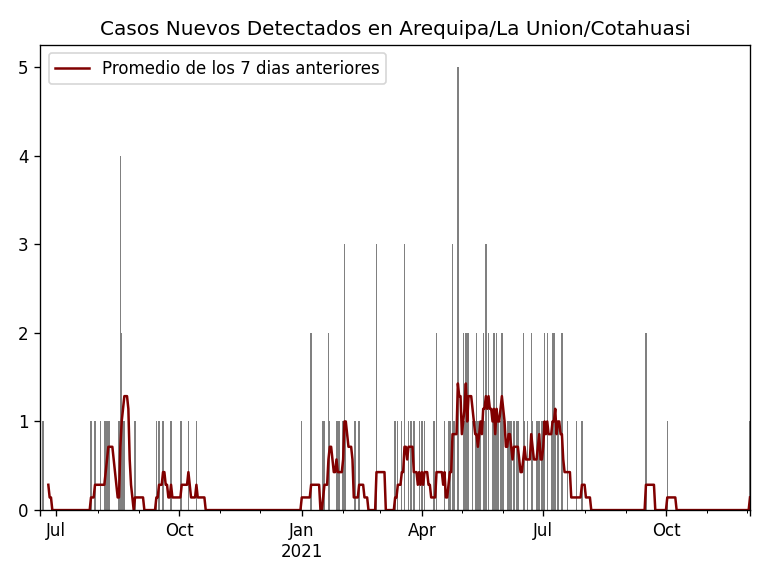 Casos Nuevos Detectados en Arequipa/La Union/Cotahuasi
Promedio de los 7 dias anteriores
5
4
3
2
1
0
Jul
Oct
Jan
2021
Apr
Jul
Oct